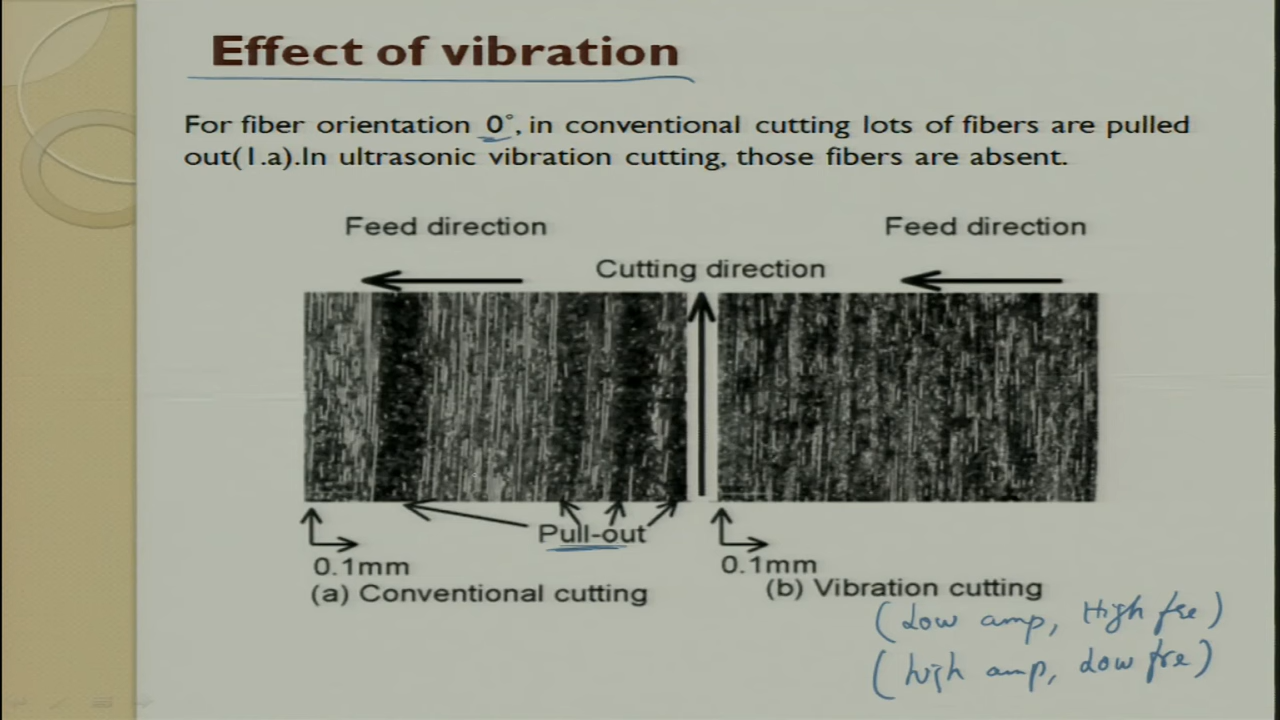 Effect of vibration
For fiber orientation 0°, in conventional cutting lots of fibers are pulled
out(1.a).In ultrasonic vibration cutting, those fibers are absent.
Feed direction
Feed direction
Cutting direction
Pull-out
0.1mm
0.1mm
(a) Conventional cutting
(b) Vibration cutting
(Low amp, High fre)
(high amp, Low fre)